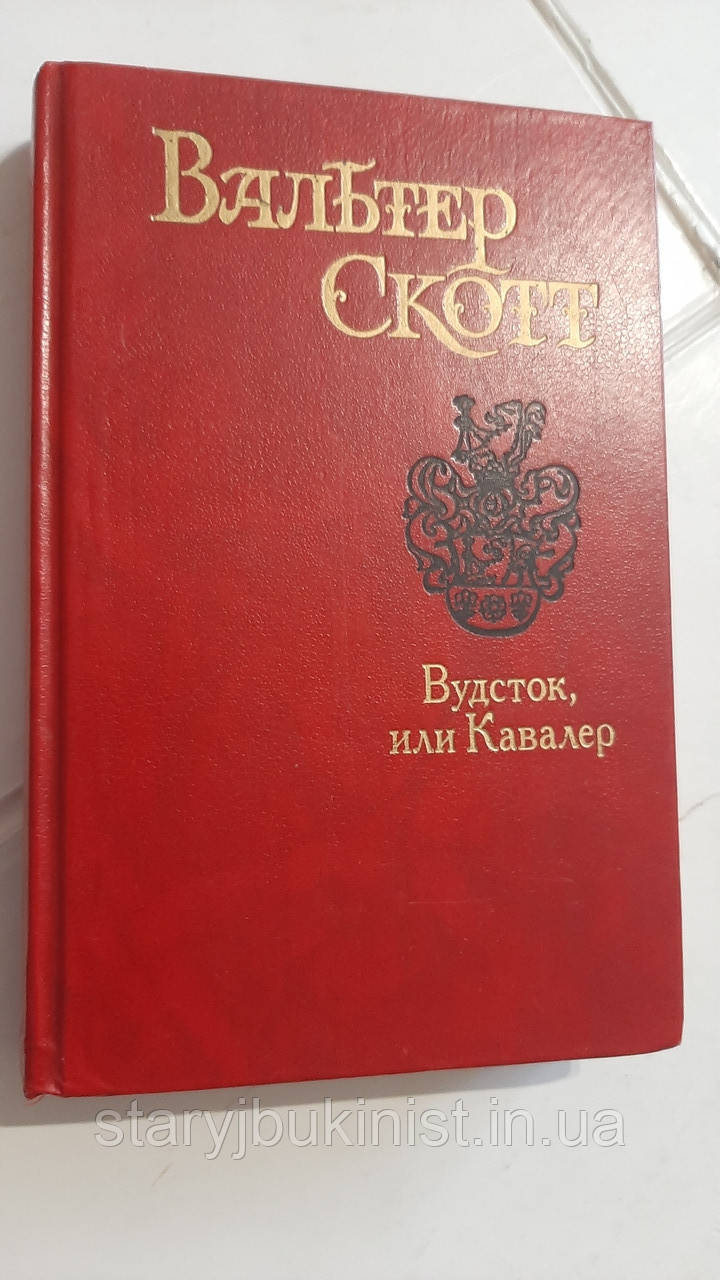 Вальтер
Скотт
Вудсток,
или Кавалер
staryjbukinist.in.ua